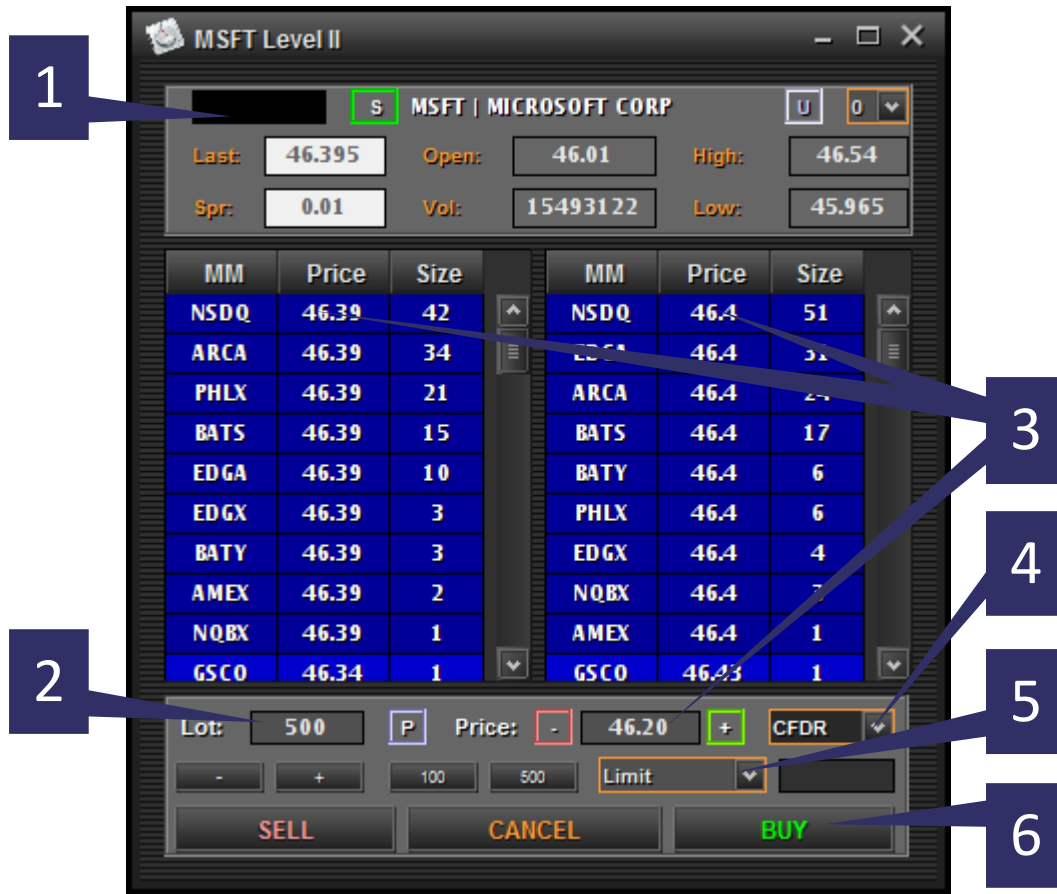 MSFT Level II
1
S MSFT | MICROSOFT CORP U 0
Last: 46.395 Open: 46.01 High: 46.54
Spr: 0.01 Vol: 15493122 Low: 45.965
MM Price Size MM Price Size
NSDQ 46.39 42 NSDQ 46.4 51
ARCA 46.39 34 EDGA 46.4 31
PHLX 46.39 21 ARCA 46.4 24
3
BATS 46.39 15 BATS 46.4 17
EDGA 46.39 10 BATY 46.4 6
EDGX 46.39 3 PHLX 46.4 6
BATY 46.39 3 EDGX 46.4 4
4
AMEX 46.39 2 NQBX 46.4
NQBX 46.39 1 AMEX 46.4 1
2
GSCO 46.34 1 GSCO 46.43 1
5
Lot: 500 P Price: - 46.20 + CFDR
- + 100 500 Limit
SELL CANCEL BUY
6